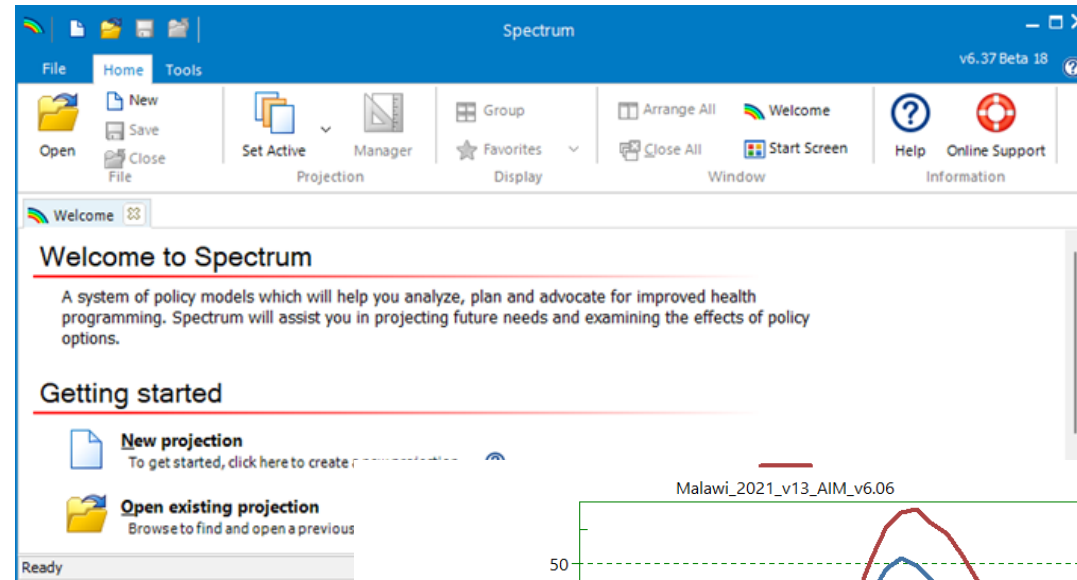 Spectrum
v6.37 Beta 18
File Home Tools
Open
New
Save
Close
File
Set Active
Manager
Projection
Group
Favorites
Display
Arrange All
Close All
Welcome
Start Screen
Window
Help
Online Support
Information
Welcome
Welcome to Spectrum
A system of policy models which will help you analyze, plan and advocate for improved health
programming. Spectrum will assist you in projecting future needs and examining the effects of policy
options.
Getting started
New projection
To get started, click here to create
Open existing projection
Browse to find and open a previous
Ready
Malawi_2021_v13_AIM_v6.06
50